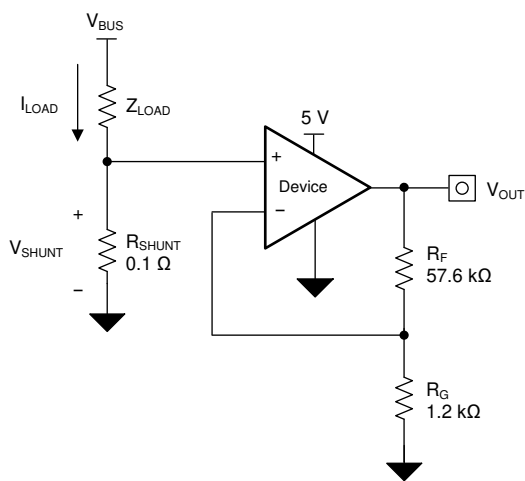 VBUS
ILOAD
ZLOAD
5 V
+
Device
−
VOUT
+
VSHUNT
−
RSHUNT
0.1 Ω
RF
57.6 kΩ
RG
1.2 kΩ